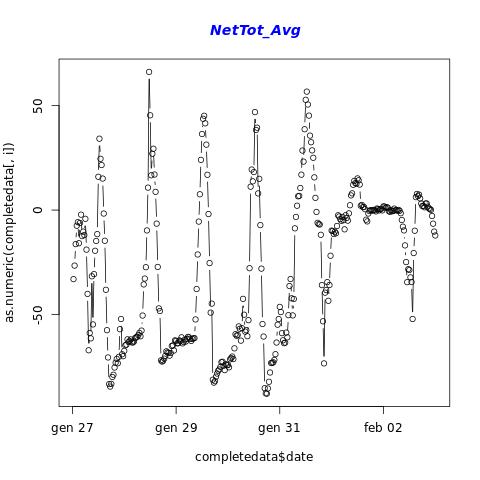 NetTot_Avg
as.numeric(completedata[, i])
50
0
-50
gen 27
gen 29
gen 31
feb 02
completedata$date